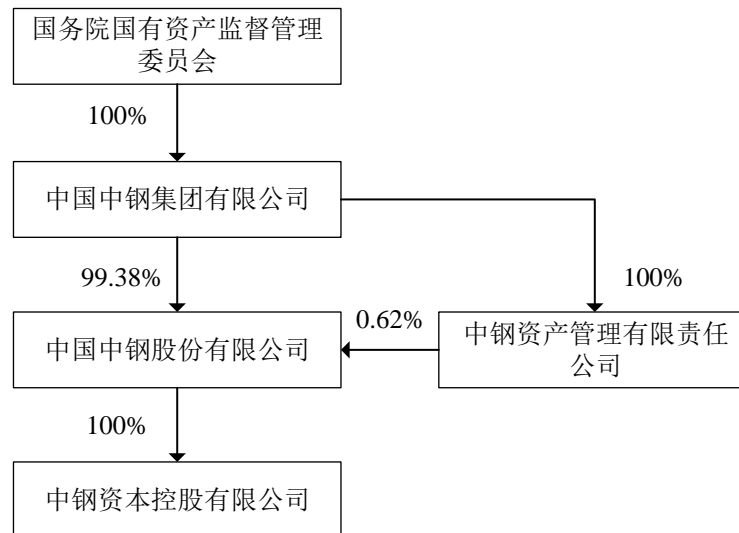 国务院国有资产监督管理
委员会
100%
中国中钢集团有限公司
99.38%
100%
0.62%
中国中钢股份有限公司
中钢资产管理有限责任
公司
100%
中钢资本控股有限公司